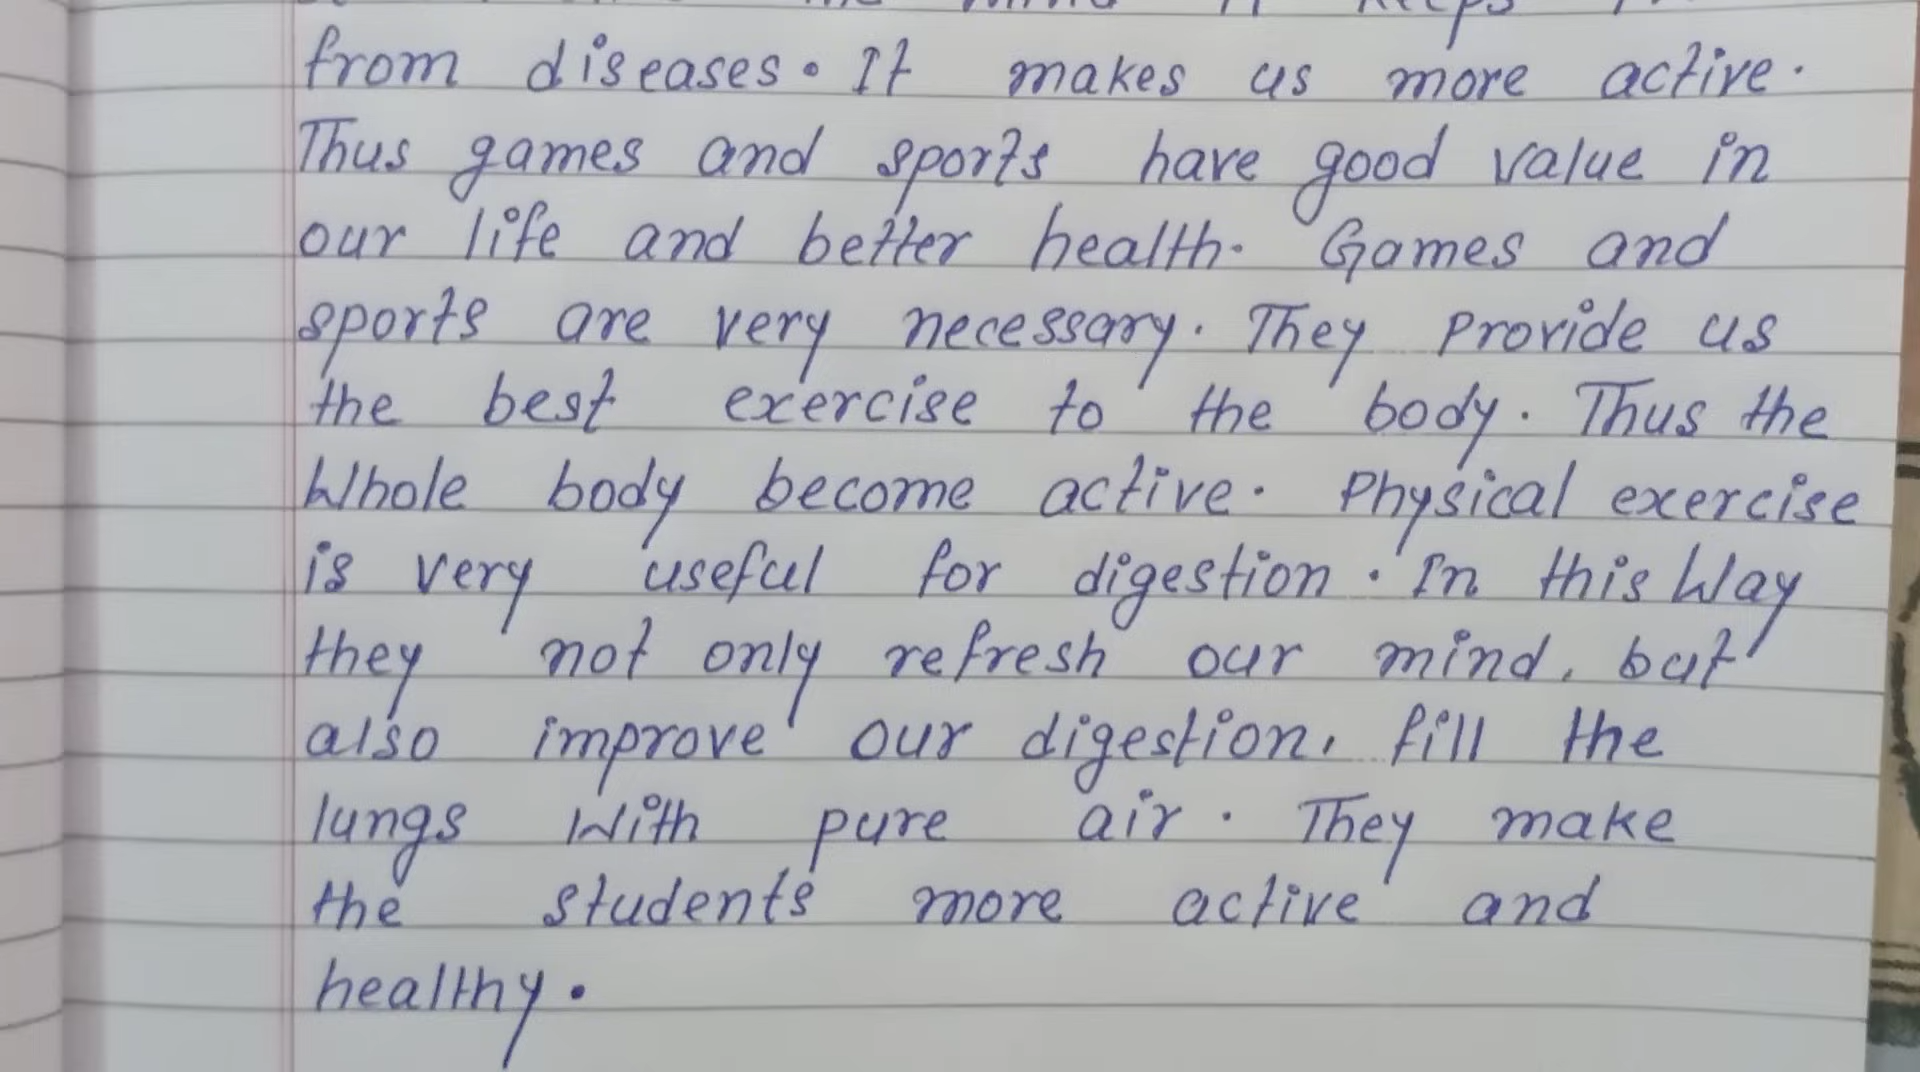 the mind it keeps
from diseases. It makes us more active.
Thus games and sports have good value in
our life and better health. Games and
sports are very necessary. They Provide us
the best exercise to the body. Thus the
Whole body become active. Physical exercise
is very useful for digestion. In this Way
they not only refresh our mind, but
also improve our digestion, fill the
lungs With pure air. They make
the students more active and
healthy.